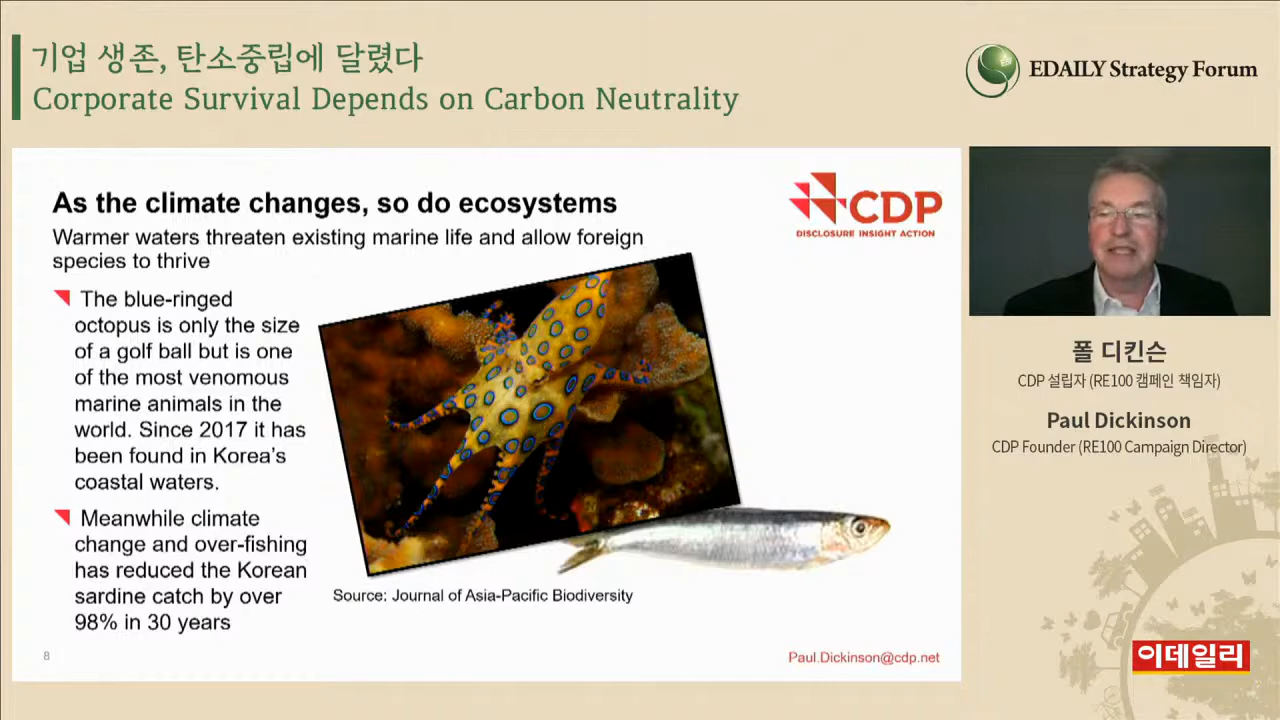 기업 생존, 탄소중립에 달렸다
Corporate Survival Depends on Carbon Neutrality
EDAILY Strategy Forum
As the climate changes, so do ecosystems
Warmer waters threaten existing marine life and allow foreign
species to thrive
CDP
DISCLOSURE INSIGHT ACTION
The blue-ringed
octopus is only the size
of a golf ball but is one
of the most venomous
marine animals in the
world. Since 2017 it has
been found in Korea's
coastal waters.
Meanwhile climate
change and over-fishing
has reduced the Korean
sardine catch by over
98% in 30 years
Source: Journal of Asia-Pacific Biodiversity
8
Paul.Dickinson@cdp.net
폴 디킨슨
CDP 설립자 (RE100 캠페인 책임자)
Paul Dickinson
CDP Founder (RE100 Campaign Director)
이데일리